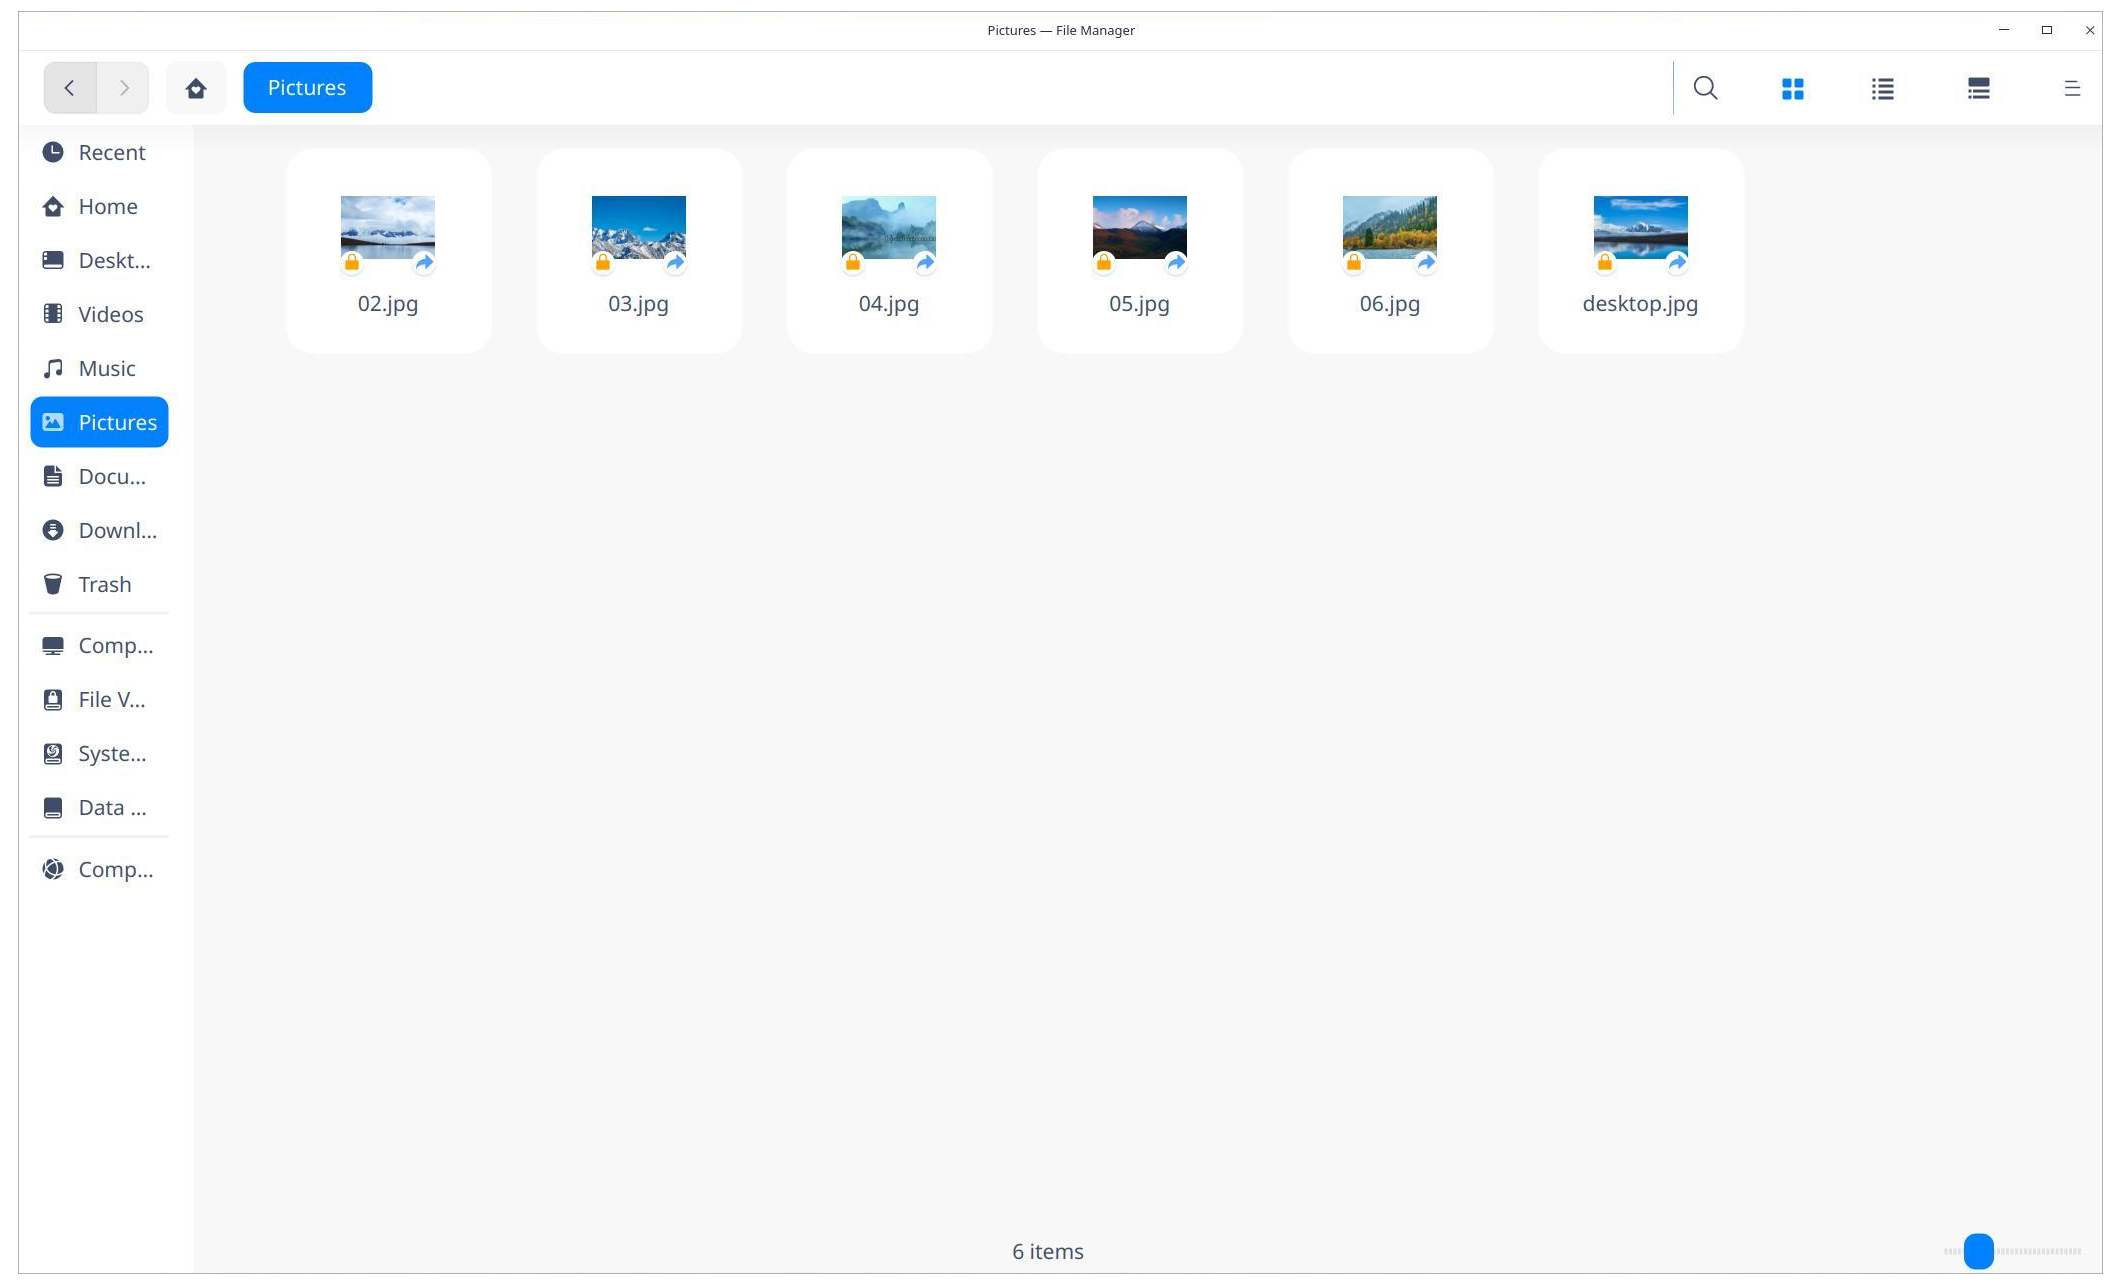 Pictures — File Manager
Pictures
Recent
Home
Deskt...
Videos
Music
Pictures
Docu...
Downl...
Trash
Comp...
File V...
Syste...
Data ...
Comp...
02.jpg
03.jpg
04.jpg
05.jpg
06.jpg
desktop.jpg
6 items